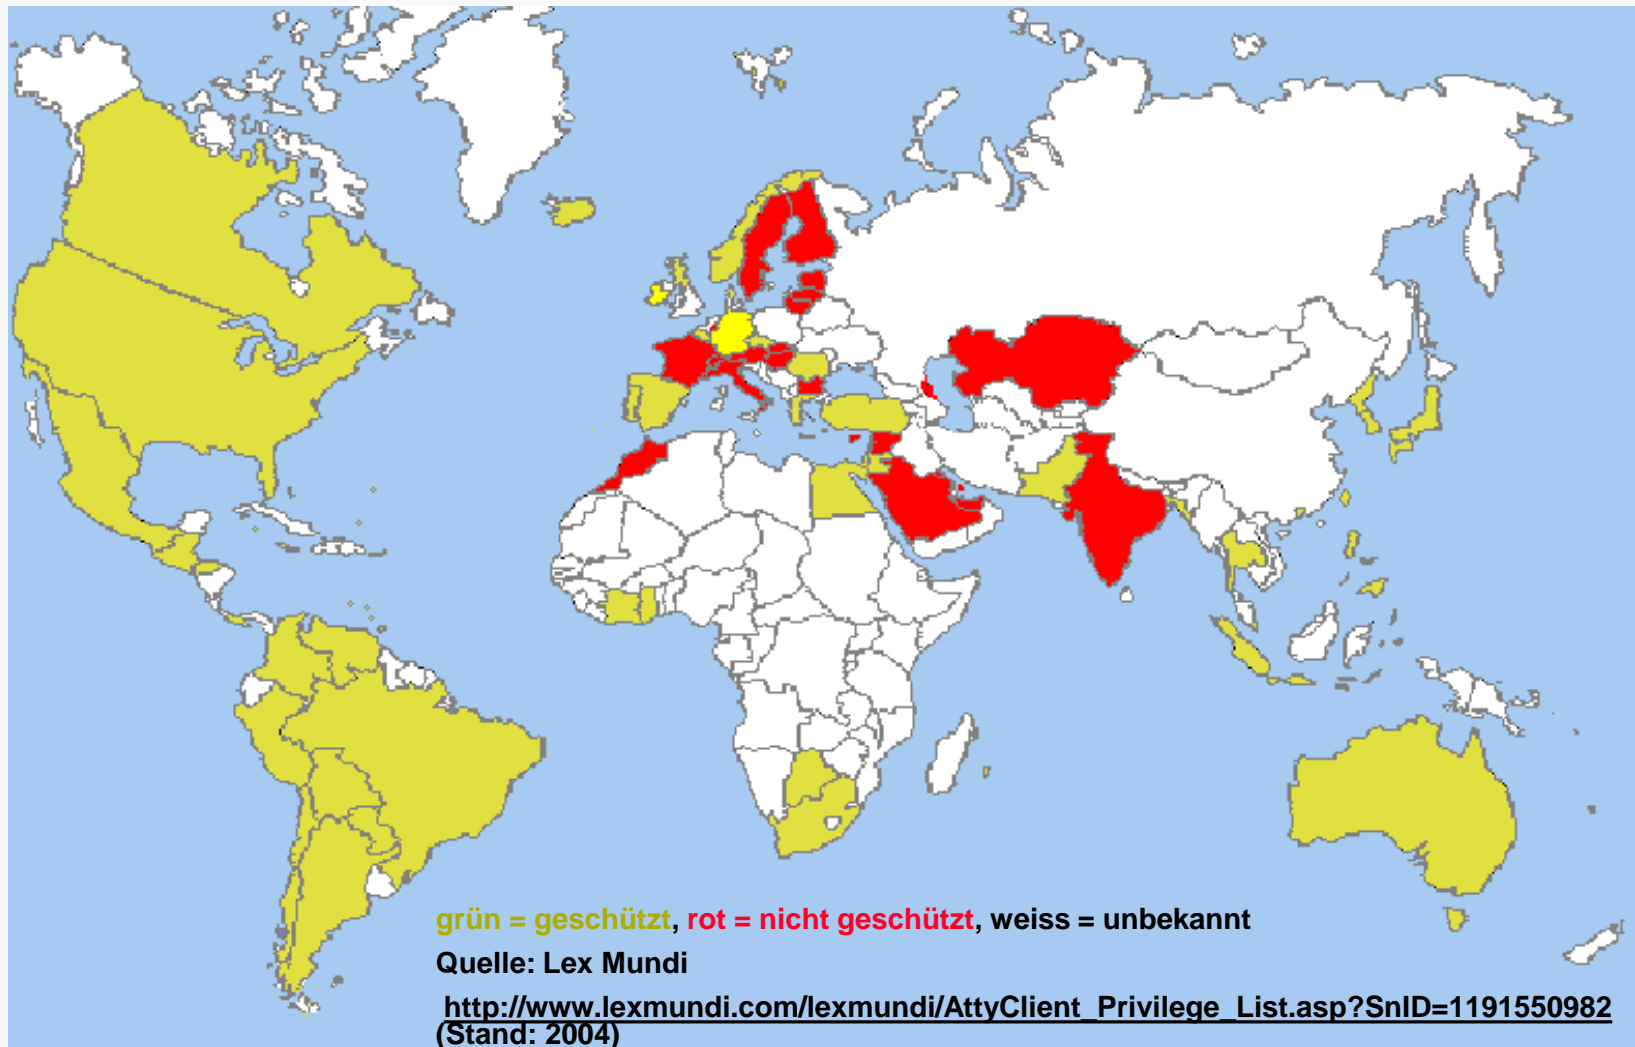 grün = geschützt, rot = nicht geschützt, weiss = unbekannt
Quelle: Lex Mundi
http://www.lexmundi.com/lexmundi/AttyClient_Privilege_List.asp?SnID=1191550982
(Stand: 2004)